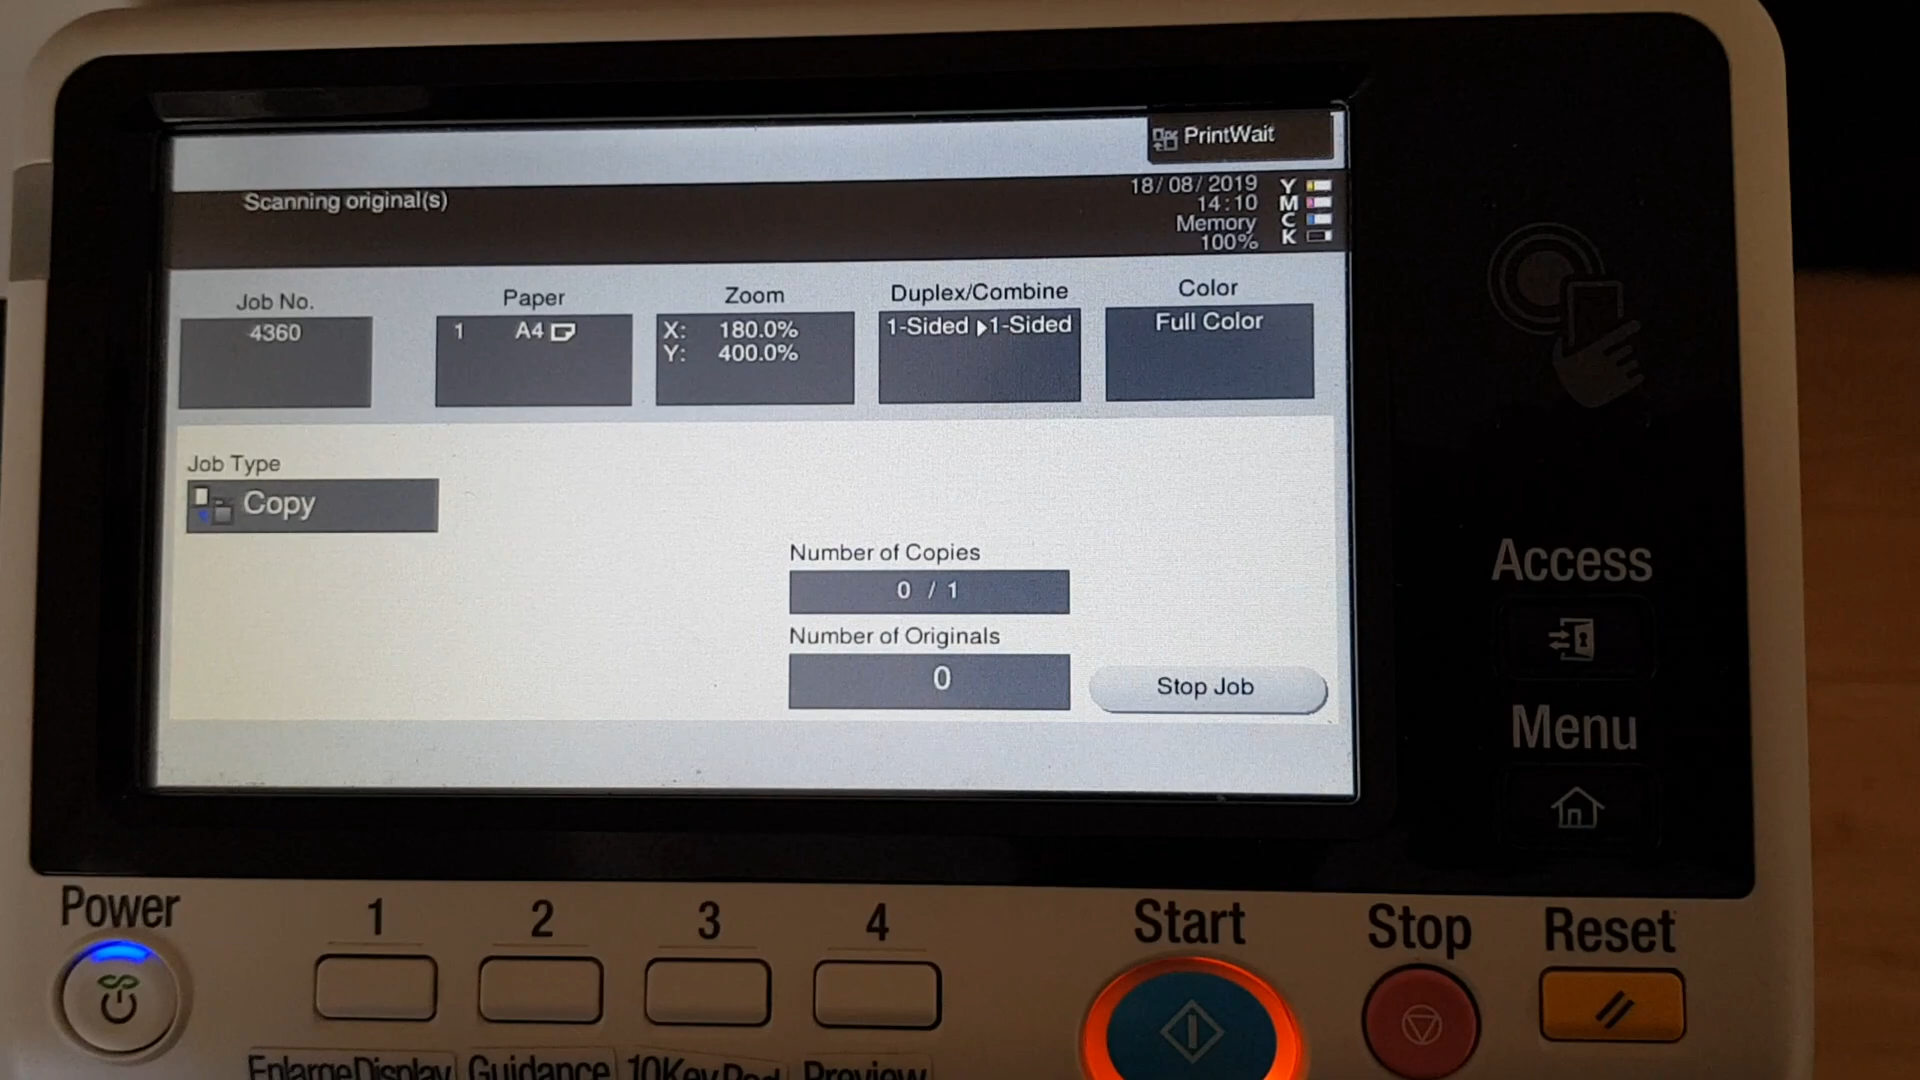 PrintWait
Scanning original(s)
18/08/2019
14:10
Memory
100%
Y
M
C
K
Job No.
4360
Paper
1 A4
Zoom
X: 180.0%
Y: 400.0%
Duplex/Combine
1-Sided ▶1-Sided
Color
Full Color
Job Type
Copy
Number of Copies
0 / 1
Number of Originals
0
Stop Job
Access
Menu
Power
1
2
3
4
Start
Stop
Reset
EnlargeDisplay
Guidance
10KeyPad
Preview